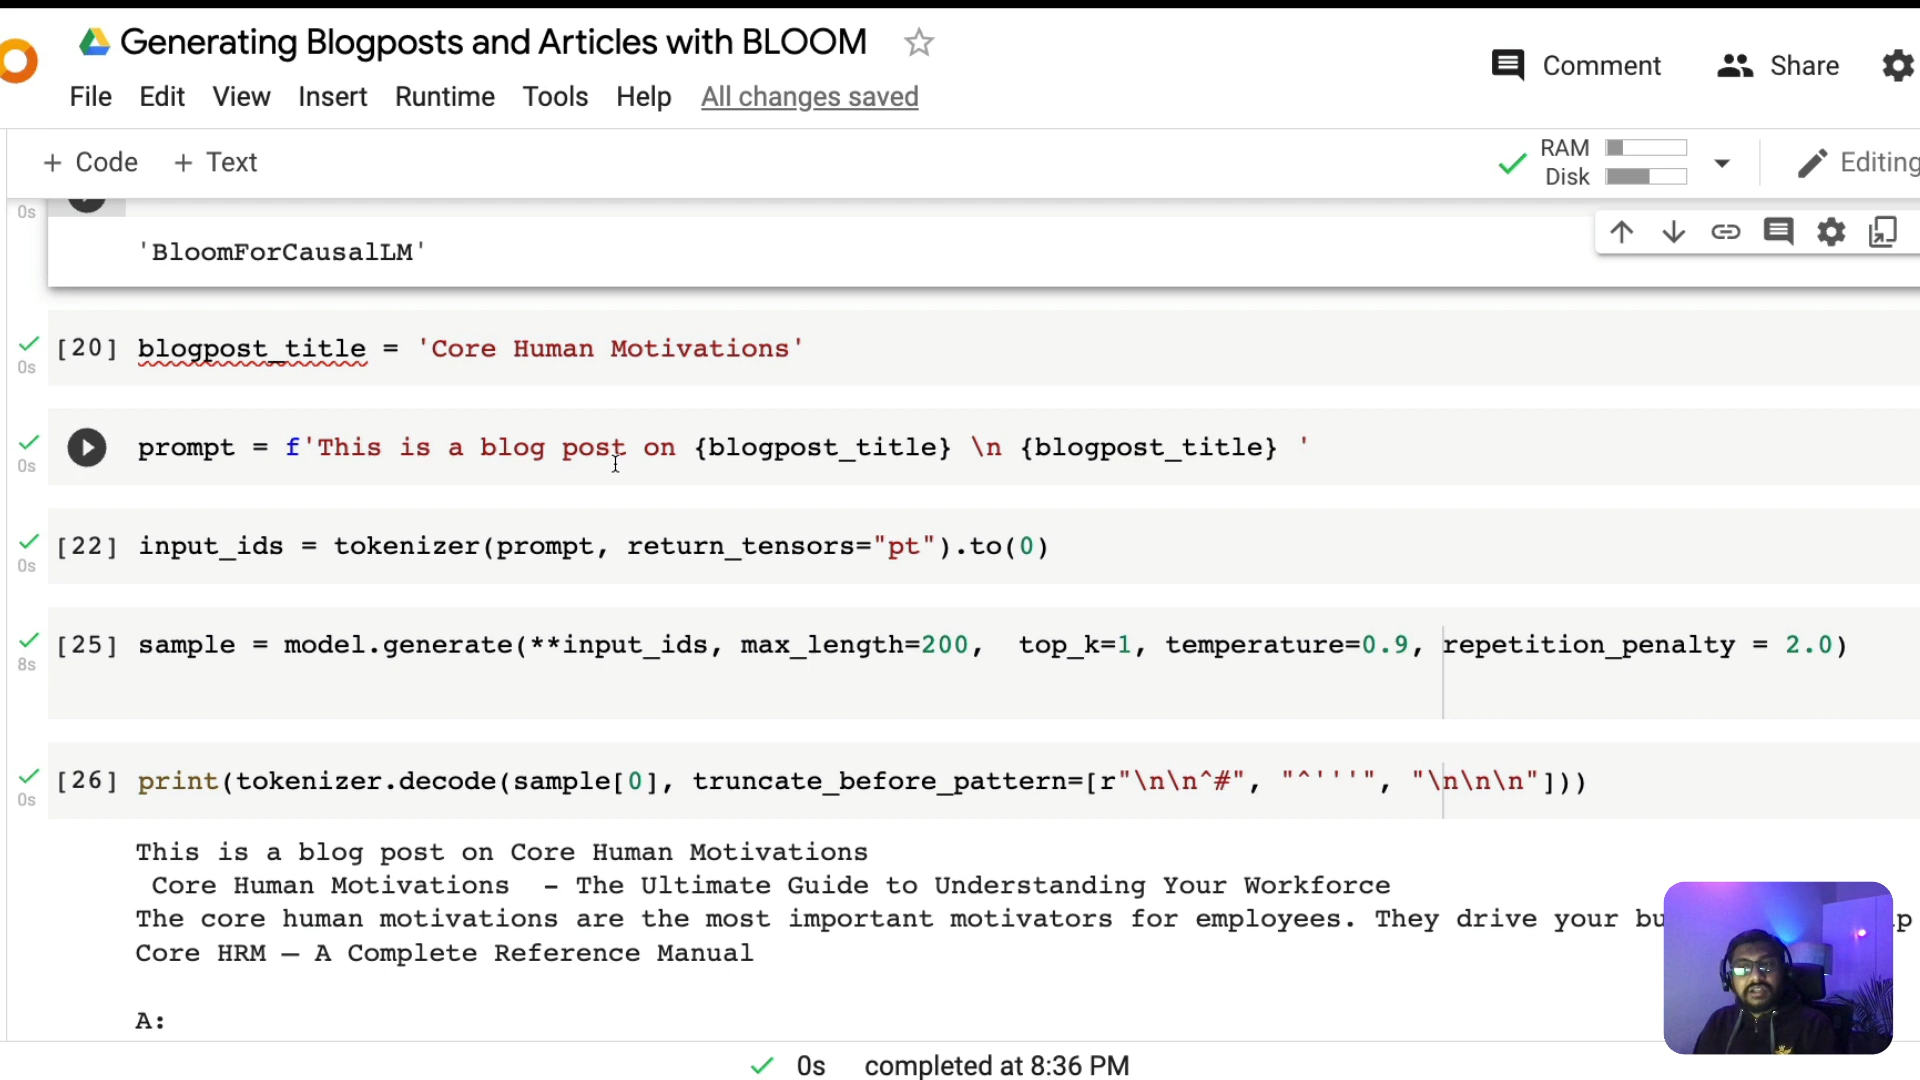 Generating Blogposts and Articles with BLOOM
Comment Share
File Edit View Insert Runtime Tools Help All changes saved
+ Code + Text
RAM
Disk
Editing
0s
'BloomForCausalLM'
[20] blogpost_title = 'Core Human Motivations'
0s
prompt = f'This is a blog post on {blogpost_title} \n {blogpost_title} '
0s
[22] input_ids = tokenizer(prompt, return_tensors="pt").to(0)
0s
[25] sample = model.generate(**input_ids, max_length=200,  top_k=1, temperature=0.9, repetition_penalty = 2.0)
8s
[26] print(tokenizer.decode(sample[0], truncate_before_pattern=[r"\n\n^#", "^'''", "\n\n\n"]))
0s
This is a blog post on Core Human Motivations
Core Human Motivations  - The Ultimate Guide to Understanding Your Workforce
The core human motivations are the most important motivators for employees. They drive your
Core HRM — A Complete Reference Manual
A:
0s completed at 8:36 PM